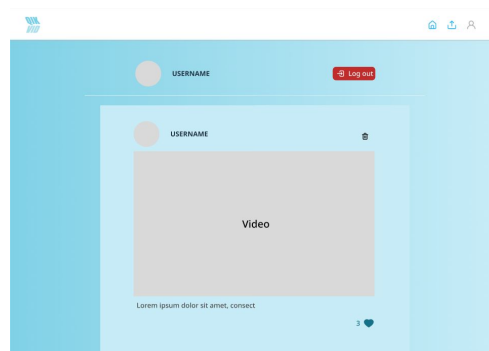 USERNAME
Log out
USERNAME
Video
Lorem ipsum dolor sit amet, consect
3